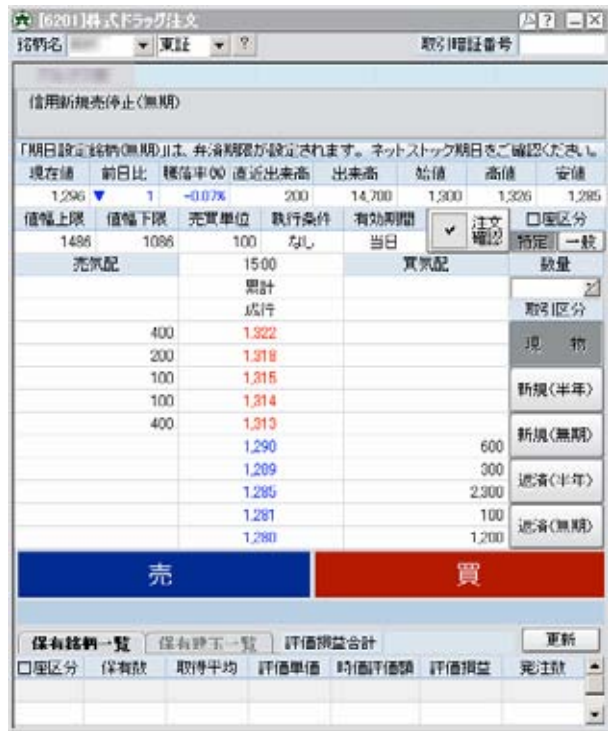 [6201]株式ドラッグ注文
銘柄名 東証 ? 取引暗証番号
信用新規売停止(無期)
「期日設定銘柄(無期)」は、弁済期限が設定されます。ネットストック期日をご確認ください。
現在値 前日比 騰落率(%) 直近出来高 出来高 始値 高値 安値
1,296 ▼ 1 -0.07% 200 14,700 1,300 1,326 1,285
値幅上限 値幅下限 売買単位 執行条件 有効期間 注文確認 口座区分
1486 1086 100 なし 当日 特定 一般
売気配 15:00 買気配 数量
累計
成行 取引区分
400 1,322 現 物
200 1,318
100 1,315 新規(半年)
100 1,314
400 1,313 新規(無期)
1,290 600
1,289 300 返済(半年)
1,285 2,300
1,281 100 返済(無期)
1,280 1,200
売 買
保有銘柄一覧 評価損益合計 更新
口座区分 保有数 取得平均 評価単価 時価評価額 評価損益 発注数